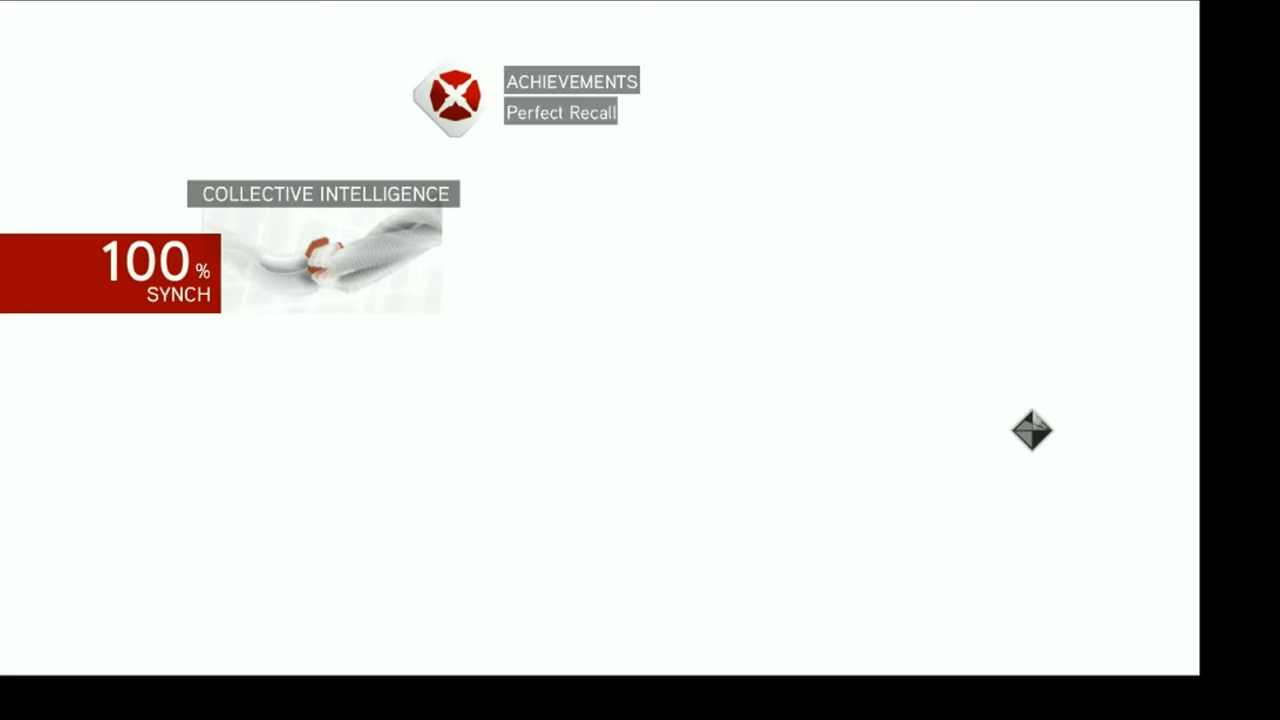 ACHIEVEMENTS
Perfect Recall
COLLECTIVE INTELLIGENCE
100 %
SYNCH